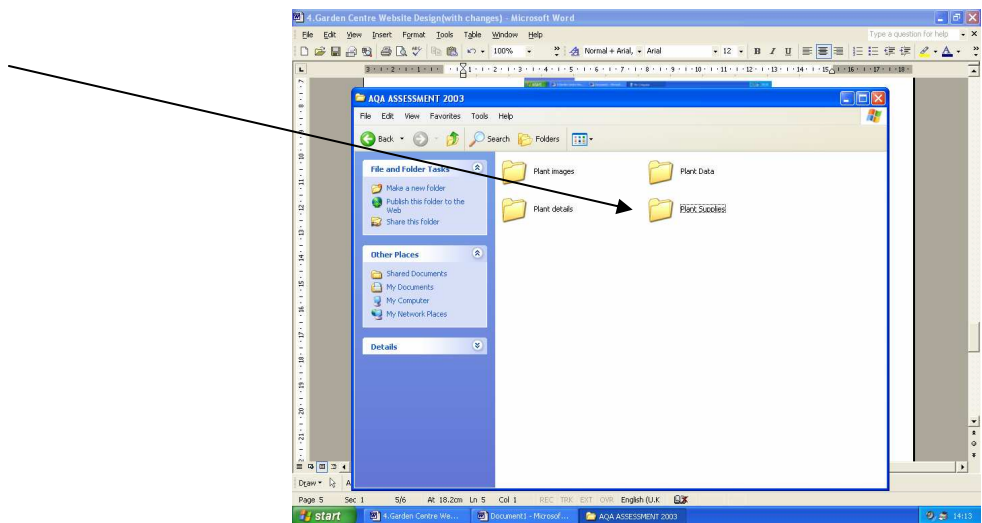 4.Garden Centre Website Design(with changes) - Microsoft Word
File Edit View Insert Format Tools Table Window Help
Type a question for help
100% Normal + Arial, Arial 12 B I U
AQA ASSESSMENT 2003
File Edit View Favorites Tools Help
Back Search Folders
File and Folder Tasks
Make a new folder
Publish this folder to the
Web
Share this folder
Other Places
Shared Documents
My Documents
My Computer
My Network Places
Details
Plant images Plant Data
Plant details Plant Supplies
Draw
Page 5 Sec 1 5/6 At 18.2cm Ln 5 Col 1 REC TRK EXT OVR English (U.K
start 4.Garden Centre We... Document1 - Microsof... AQA ASSESSMENT 2003 14:13